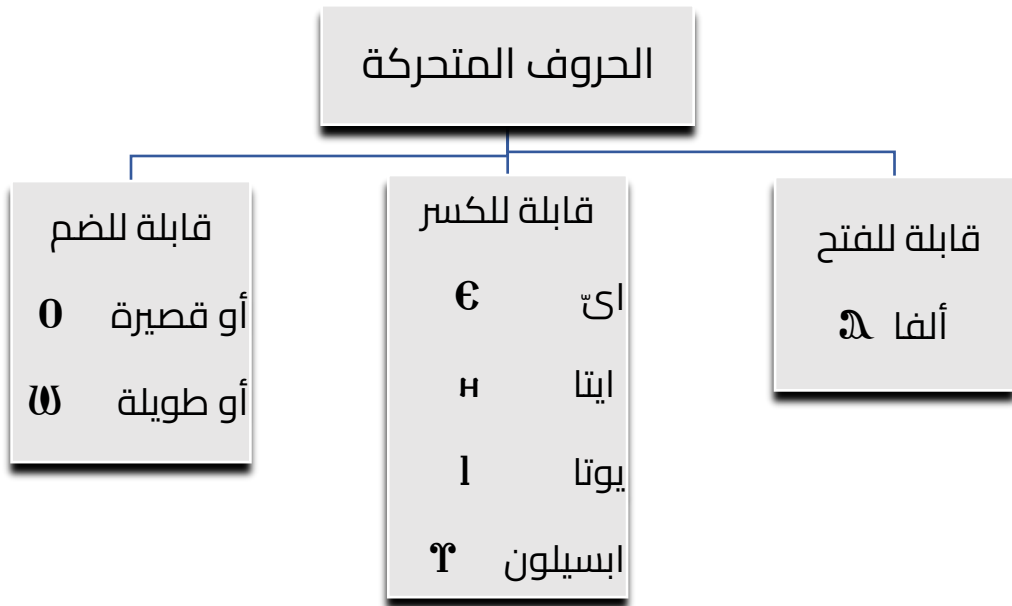 الحروف المتحركة
قابلة للفتح
ألفا Ⲁ
قابلة للكسر
اىّ Ⲉ
ايتا ⲏ
يوتا ⲓ
ابسيلون Ⲩ
قابلة للضم
أو قصيرة Ⲟ
أو طويلة Ⲱ